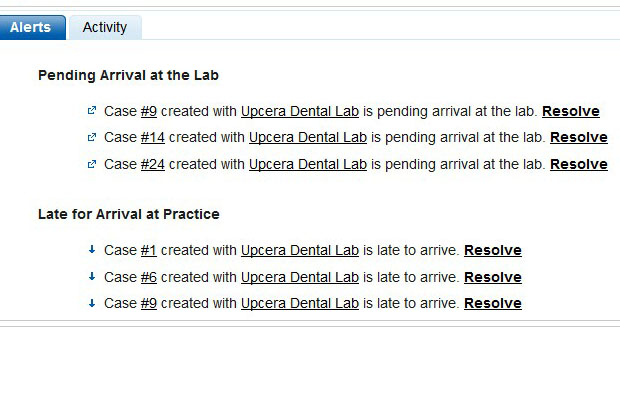 Alerts Activity
Pending Arrival at the Lab
Case #9 created with Upcera Dental Lab is pending arrival at the lab. Resolve
Case #14 created with Upcera Dental Lab is pending arrival at the lab. Resolve
Case #24 created with Upcera Dental Lab is pending arrival at the lab. Resolve
Late for Arrival at Practice
Case #1 created with Upcera Dental Lab is late to arrive. Resolve
Case #6 created with Upcera Dental Lab is late to arrive. Resolve
Case #9 created with Upcera Dental Lab is late to arrive. Resolve